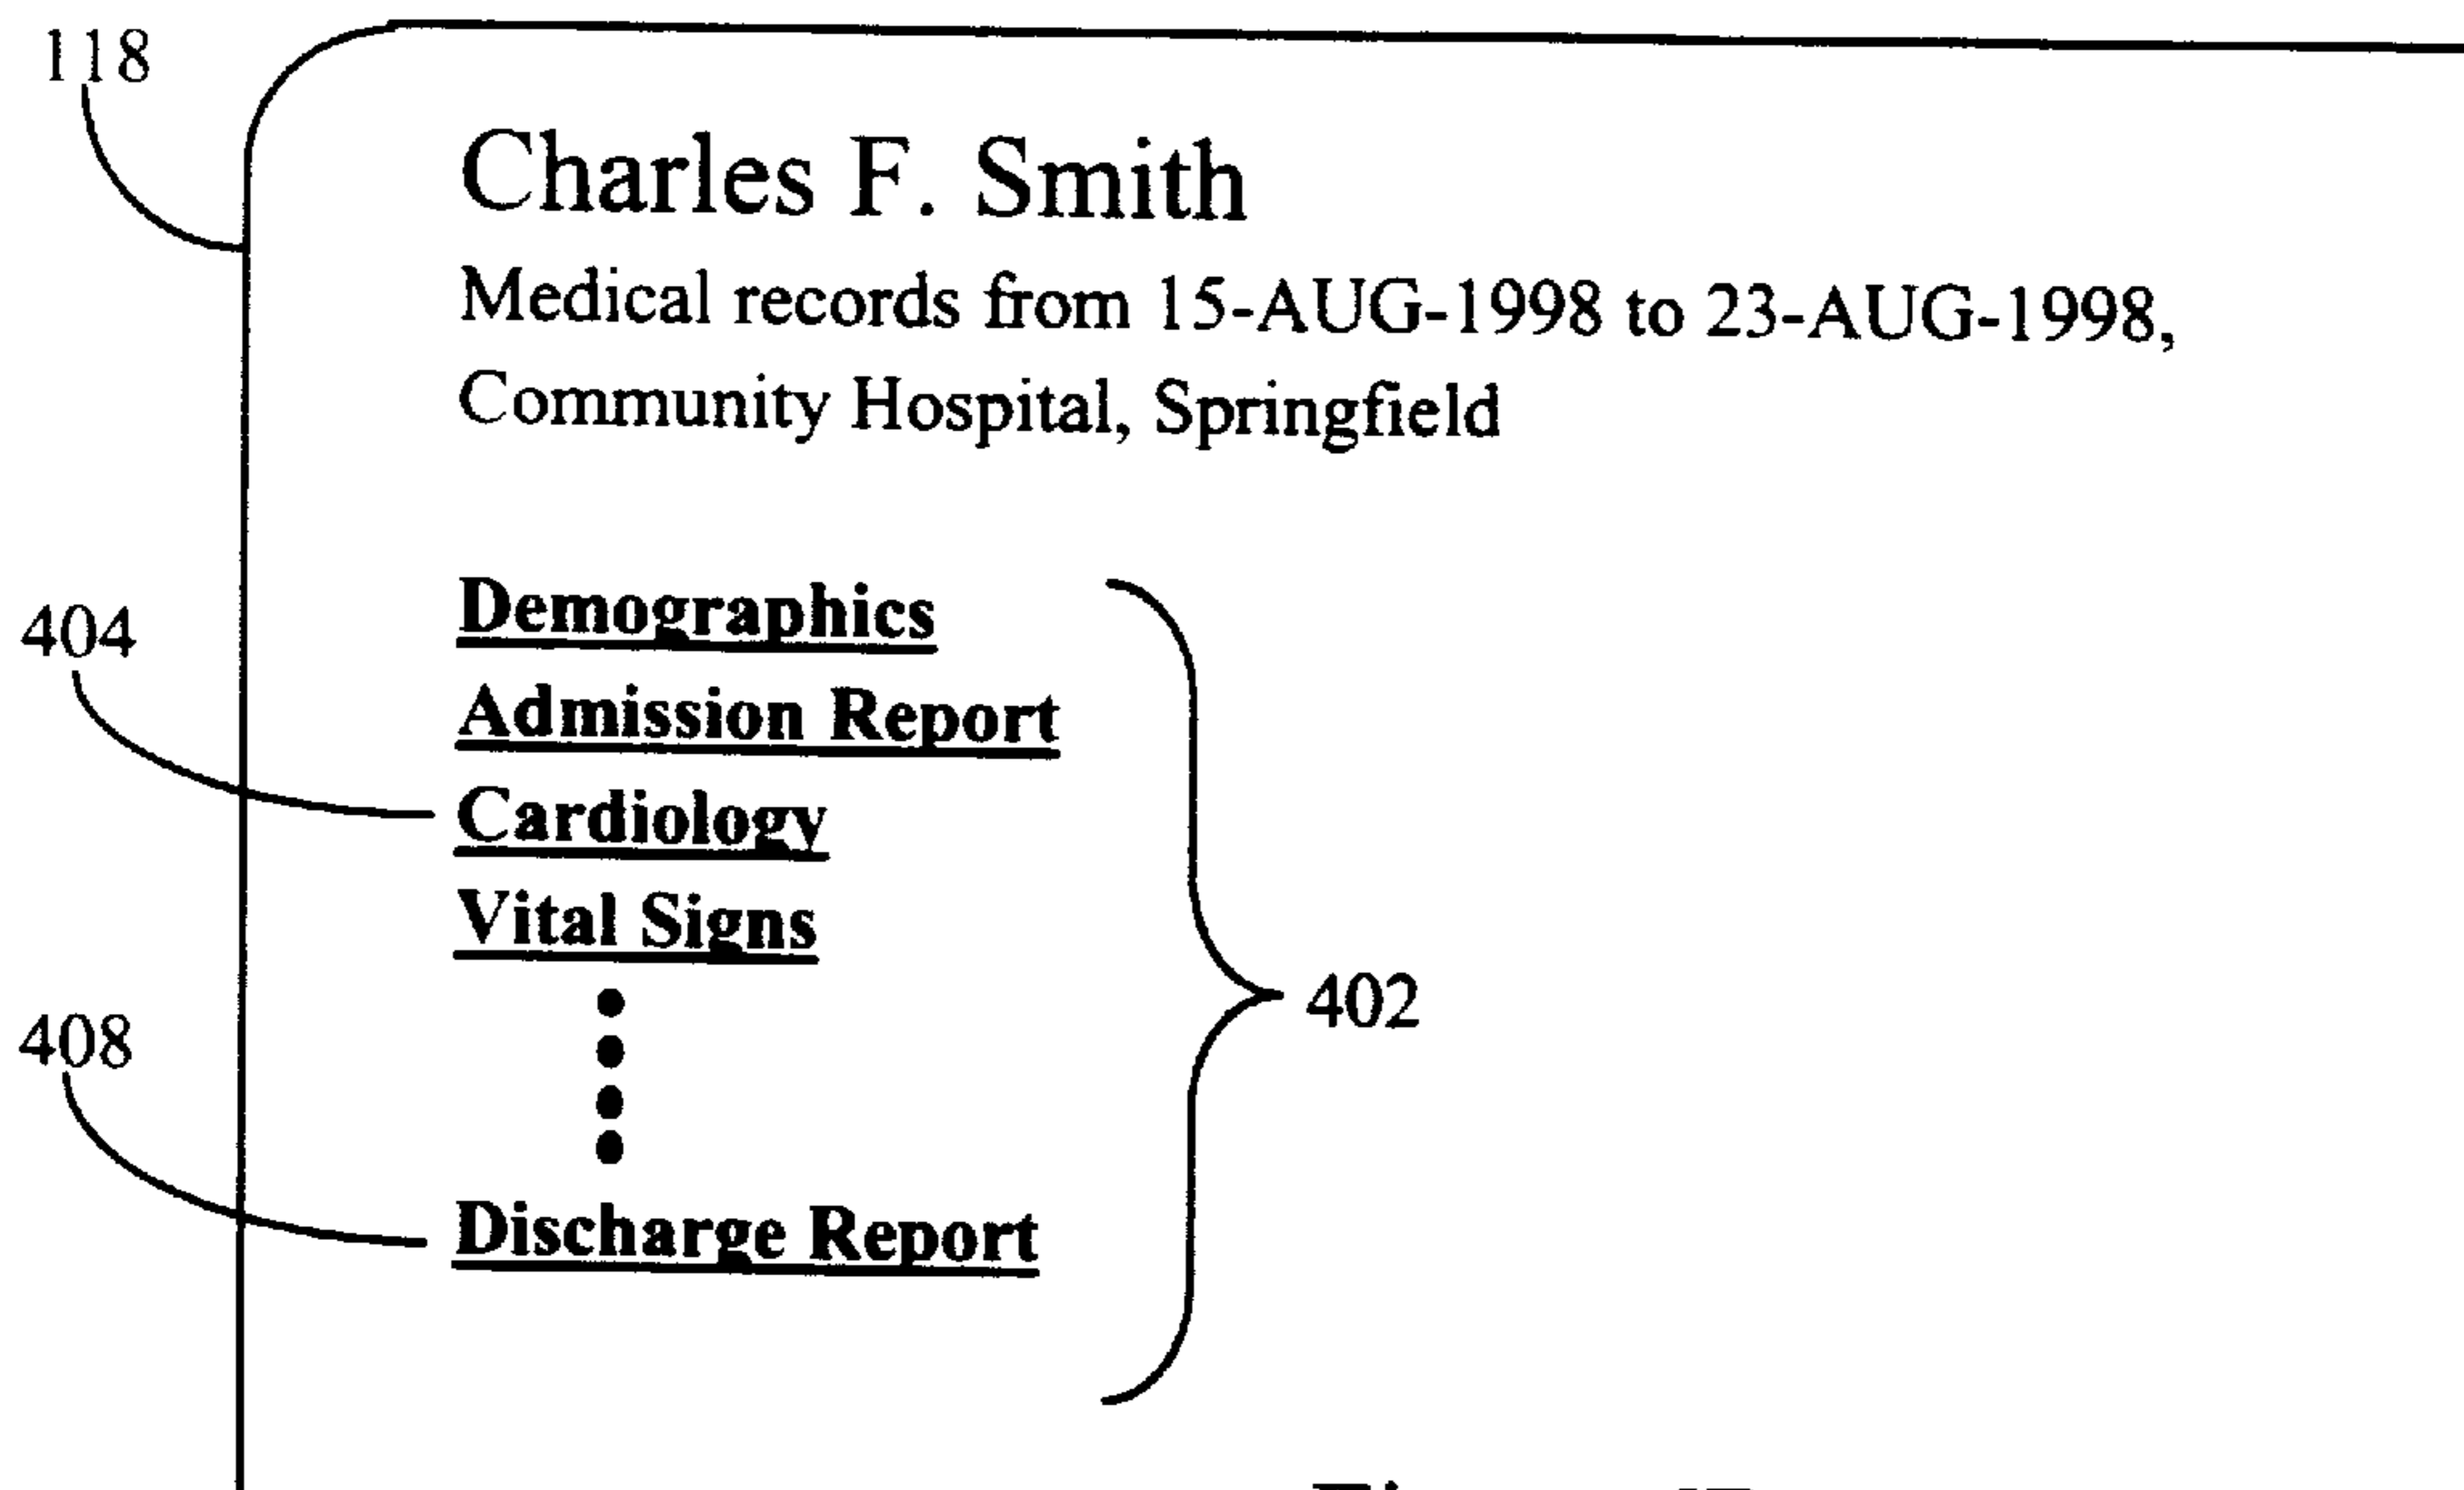 118
Charles F. Smith
Medical records from 15-AUG-1998 to 23-AUG-1998,
Community Hospital, Springfield
Demographics
404
Admission Report
Cardiology
Vital Signs
402
408
Discharge Report